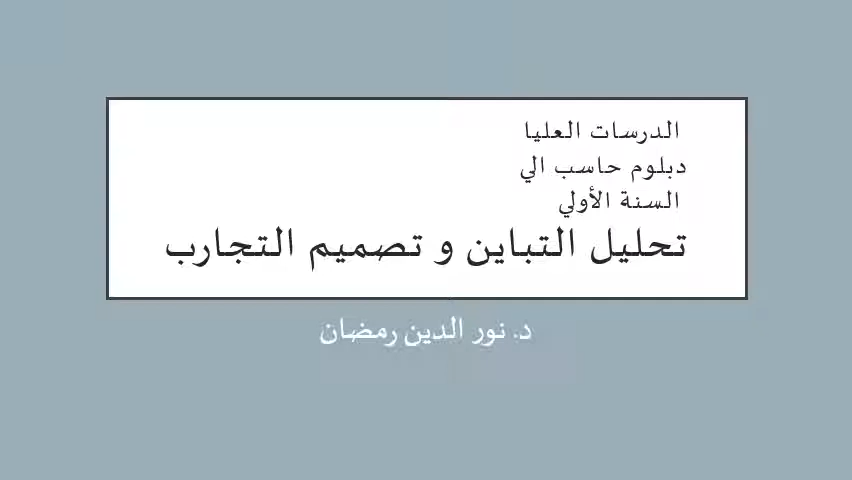 الدرسات العليا
دبلوم حاسب الي
السنة الأولي
تحليل التباين و تصميم التجارب
د. نور الدين رمضان